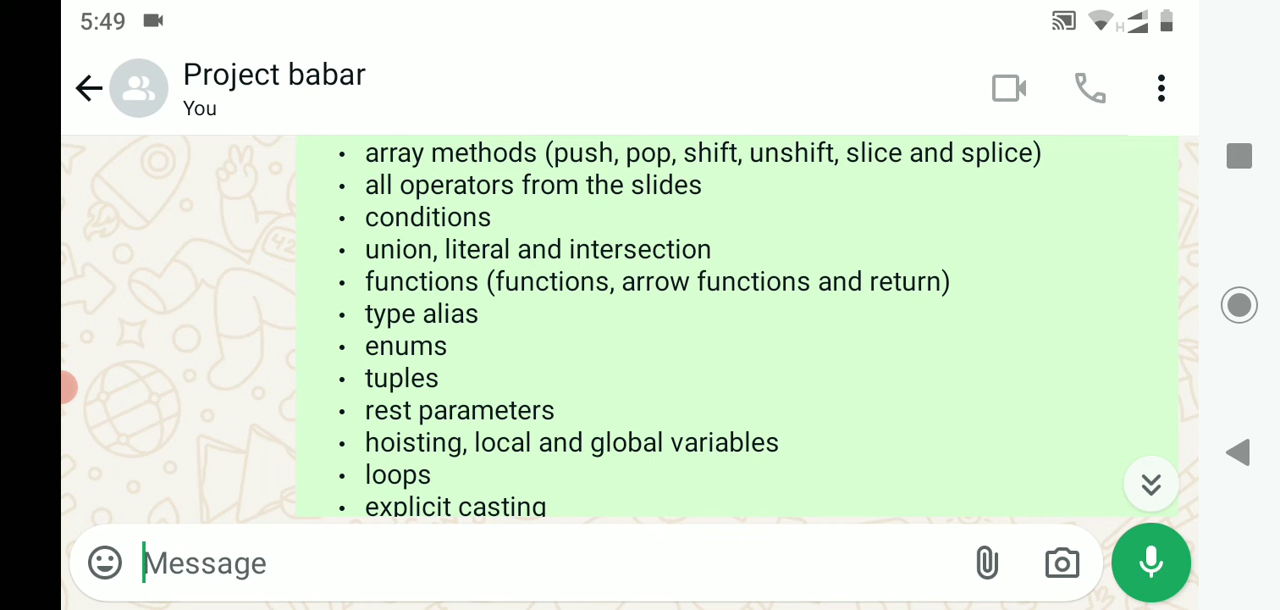 5:49
H
Project babar
You
• array methods (push, pop, shift, unshift, slice and splice)
• all operators from the slides
• conditions
• union, literal and intersection
• functions (functions, arrow functions and return)
• type alias
• enums
• tuples
• rest parameters
• hoisting, local and global variables
• loops
• explicit casting
Message